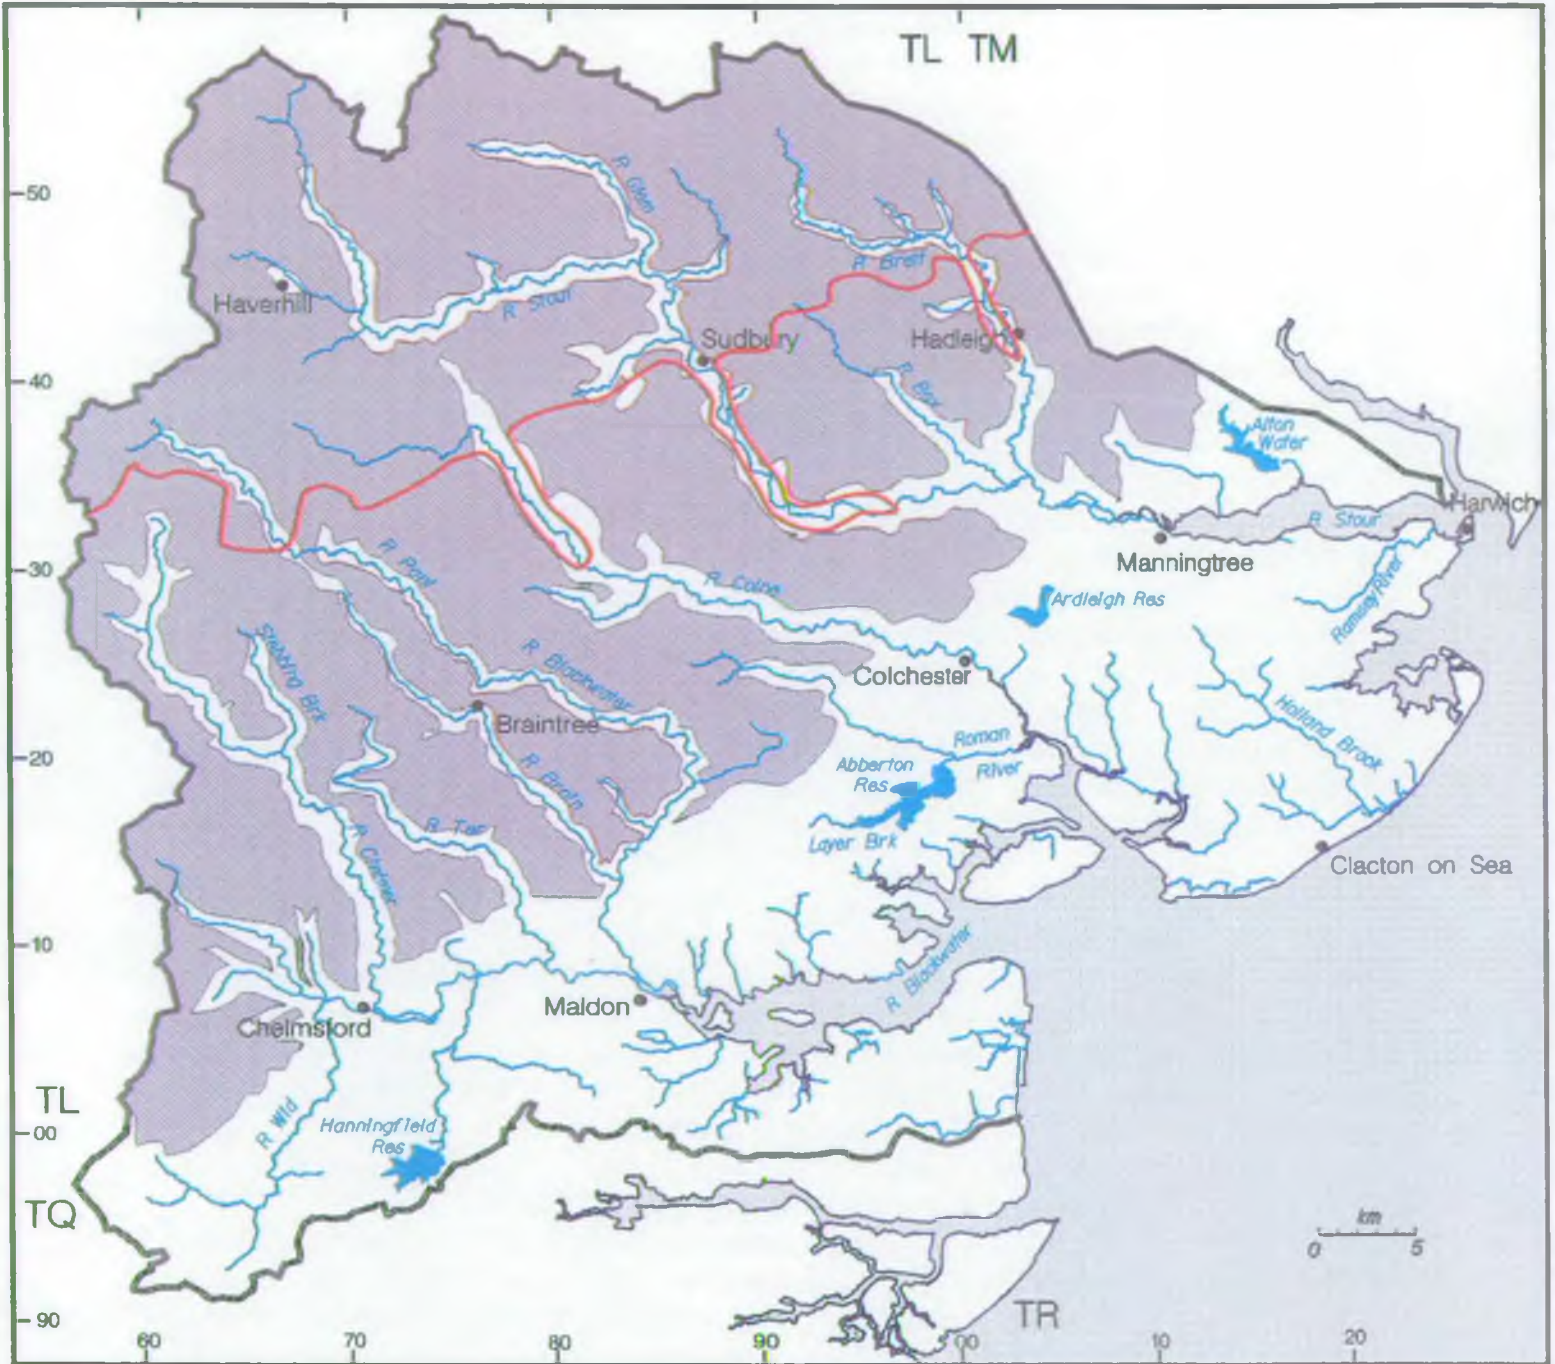 TL TM
50
R Glem
R Brett
Haverhill
R Stour
Sudbury
Hadleigh
40
R Box
Alton
Water
Harwich
R Stour
Manningtree
30
R Pant
R Colne
Ardleigh Res
Ramsey River
Stebbing Brk
R Blackwater
Colchester
Braintree
Holland Brook
20
Roman
River
Abberton
Res
R Brain
R Ter
Layer Brk
R Chelmer
Clacton on Sea
10
R Blackwater
Maldon
Chelmsford
TL
R Wid
Hanningfield
Res
00
TQ
km
0 5
TR
90
60 70 80 90 00 10 20